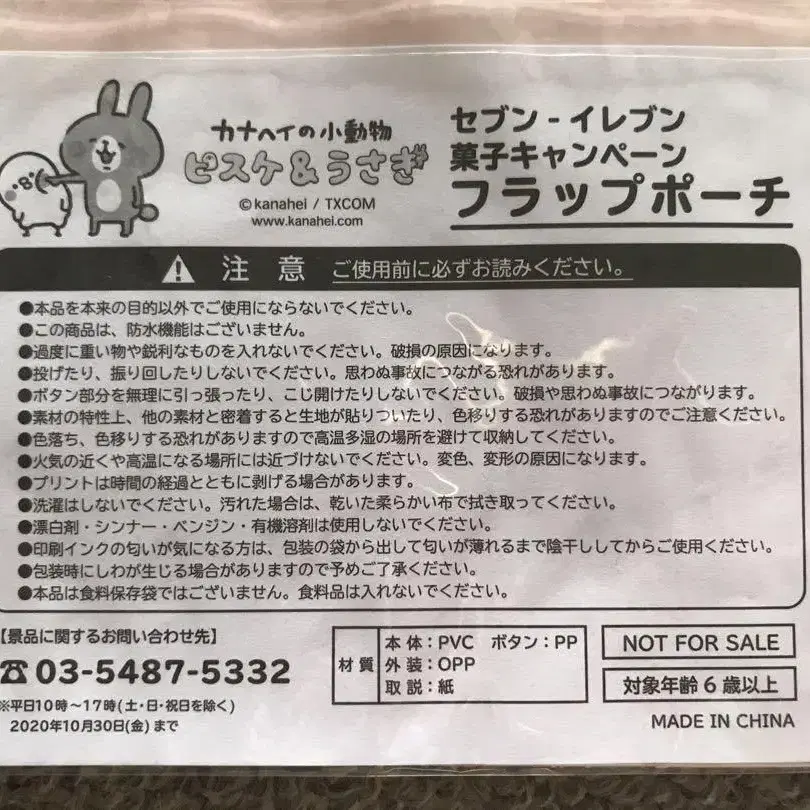 カナヘイの小動物
ピスケ&うさぎ
©kanahei / TXCOM
www.kanahei.com
セブン-イレブン
菓子キャンペーン
フラップポーチ
注意 ご使用前に必ずお読みください。
●本品を本来の目的以外でご使用にならないでください。
●この商品は、防水機能はございません。
●過度に重い物や鋭利なものを入れないでください。破損の原因になります。
●投げたり、振り回したりしないでください。思わぬ事故につながる恐れがあります。
●ボタン部分を無理に引っ張ったり、こじ開けたりしないでください。破損や思わぬ事故につながります。
●素材の特性上、他の素材と密着すると生地が貼りついたり、色移りする恐れがありますのでご注意ください。
●色落ち、色移りする恐れがありますので高温多湿の場所を避けて収納してください。
●火気の近くや高温になる場所には近づけないでください。変色、変形の原因になります。
●プリントは時間の経過とともに剥げる場合があります。
●洗濯はしないでください。汚れた場合は、乾いた柔らかい布で拭き取ってください。
●漂白剤・シンナー・ベンジン・有機溶剤は使用しないでください。
●印刷インクの匂いが気になる方は、包装の袋から出して匂いが薄れるまで陰干ししてからご使用ください。
●包装時にしわが生じる場合がありますので予めご了承ください。
●本品は食料保存袋ではございません。食料品は入れないでください。
【景品に関するお問い合わせ先】
☎03-5487-5332
※平日10時~17時(土・日・祝日を除く)
2020年10月30日(金)まで
材質
本体:PVC ボタン:PP
外装:OPP
取説:紙
NOT FOR SALE
対象年齢6歳以上
MADE IN CHINA